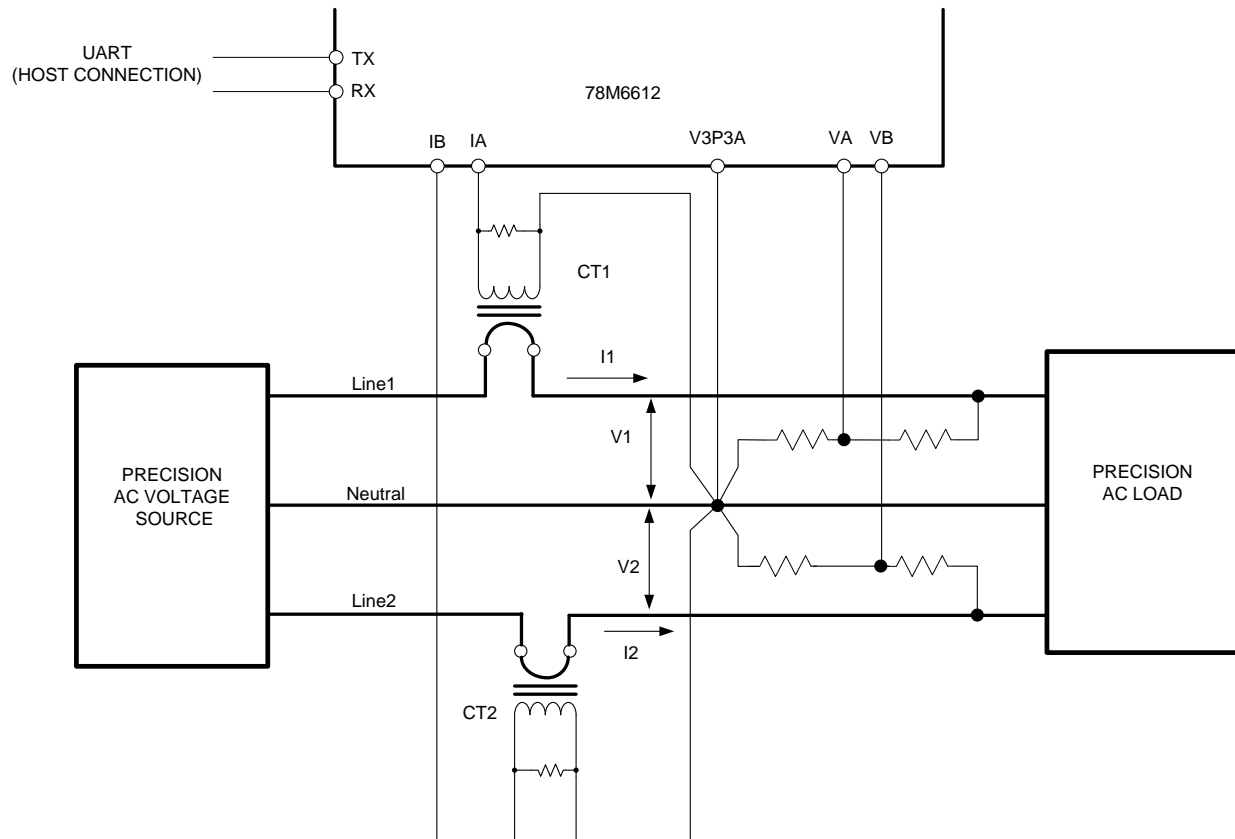 UART
(HOST CONNECTION)
TX
RX
78M6612
IB
IA
V3P3A
VA
VB
CT1
I1
Line1
V1
PRECISION
AC VOLTAGE
SOURCE
Neutral
PRECISION
AC LOAD
V2
Line2
I2
CT2